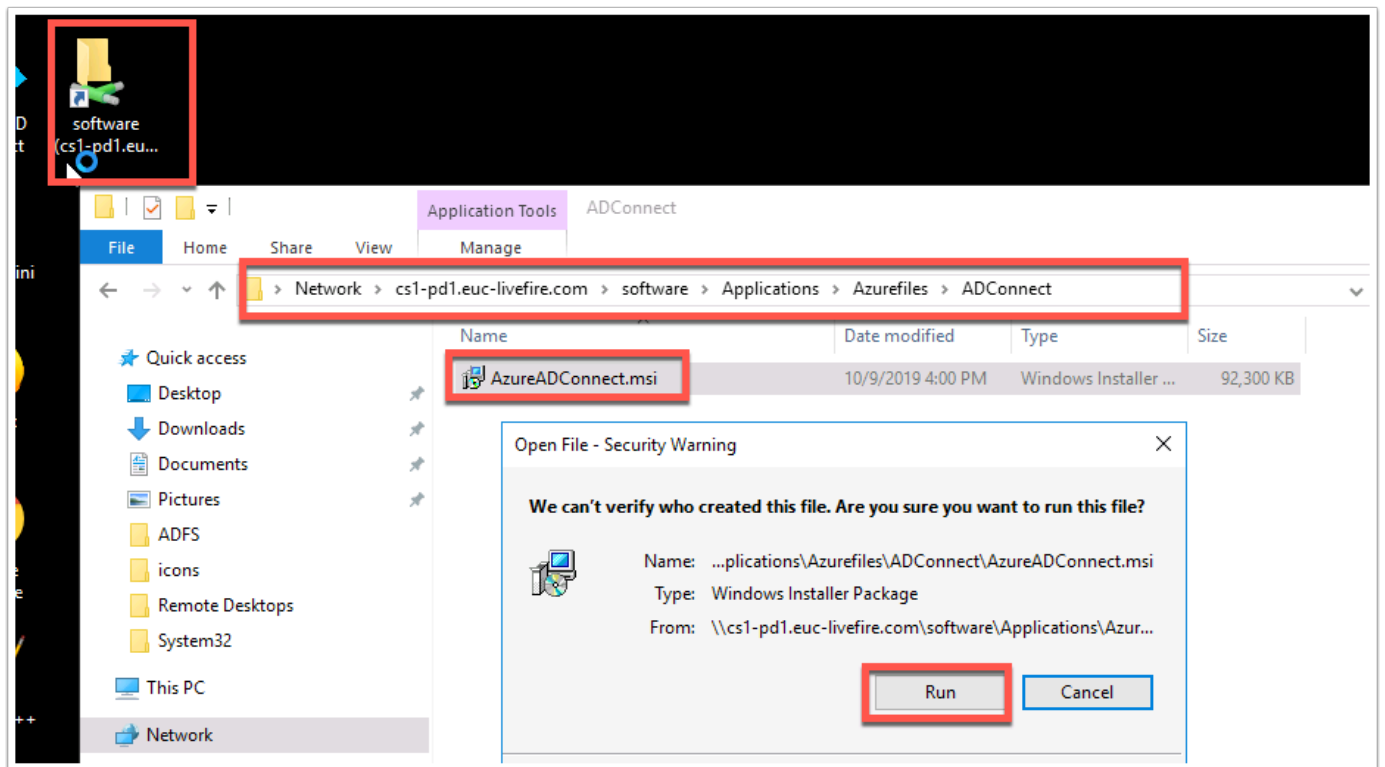 D
ct
software
(cs1-pd1.eu...
ini
e
e
++
Application Tools
ADConnect
File
Home
Share
View
Manage
Network > cs1-pd1.euc-livefire.com > software > Applications > Azurefiles > ADConnect
Name
Date modified
Type
Size
Quick access
Desktop
Downloads
Documents
Pictures
ADFS
icons
Remote Desktops
System32
This PC
Network
AzureADConnect.msi
10/9/2019 4:00 PM
Windows Installer ...
92,300 KB
Open File - Security Warning
We can't verify who created this file. Are you sure you want to run this file?
Name: ...plications\Azurefiles\ADConnect\AzureADConnect.msi
Type: Windows Installer Package
From: \\cs1-pd1.euc-livefire.com\software\Applications\Azur...
Run
Cancel